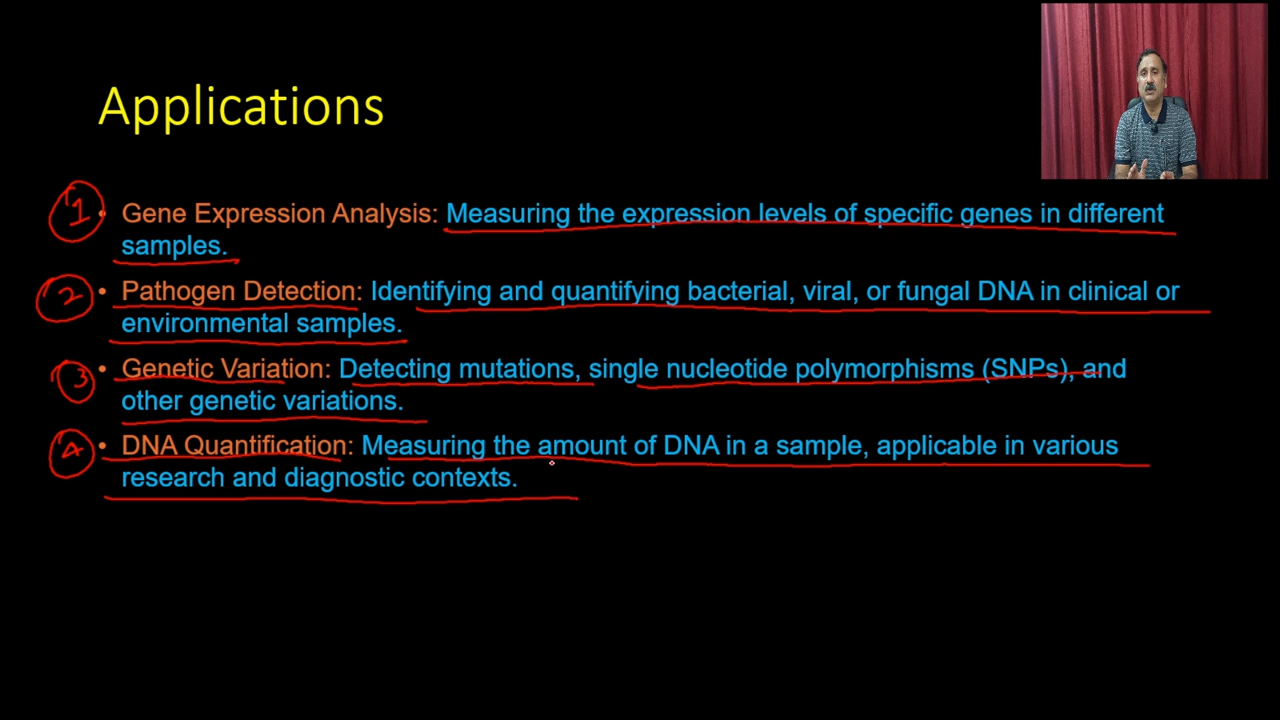 Applications
1 • Gene Expression Analysis: Measuring the expression levels of specific genes in different
samples.
2 • Pathogen Detection: Identifying and quantifying bacterial, viral, or fungal DNA in clinical or
environmental samples.
3 • Genetic Variation: Detecting mutations, single nucleotide polymorphisms (SNPs), and
other genetic variations.
4 • DNA Quantification: Measuring the amount of DNA in a sample, applicable in various
research and diagnostic contexts.